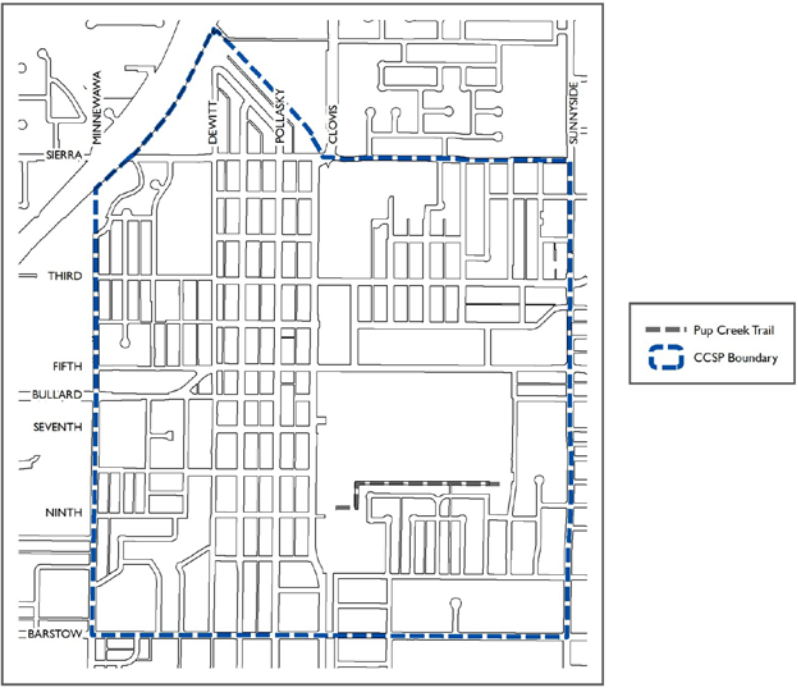 MINNEWAWA
DEWITT
POLLASKY
CLOVIS
SUNNYSIDE
SIERRA
THIRD
FIFTH
BULLARD
SEVENTH
NINTH
BARSTOW
Pup Creek Trail
CCSP Boundary